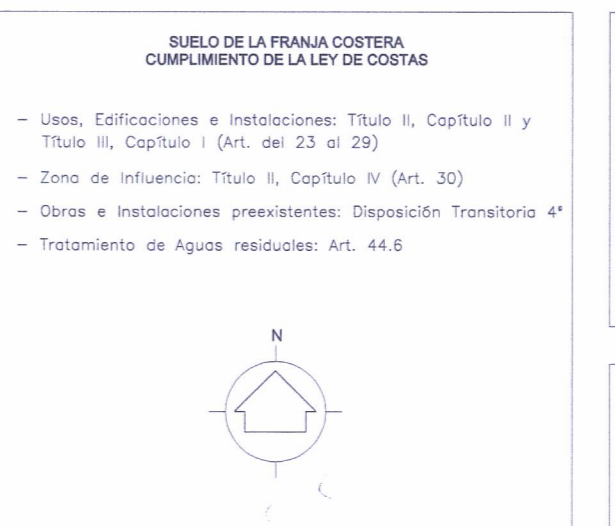 SUELO DE LA FRANJA COSTERA
CUMPLIMIENTO DE LA LEY DE COSTAS
– Usos, Edificaciones e Instalaciones: Título II, Capítulo II y
Título III, Capítulo I (Art. del 23 al 29)
– Zona de Influencia: Título II, Capítulo IV (Art. 30)
– Obras e Instalaciones preexistentes: Disposición Transitoria 4ª
– Tratamiento de Aguas residuales: Art. 44.6
N